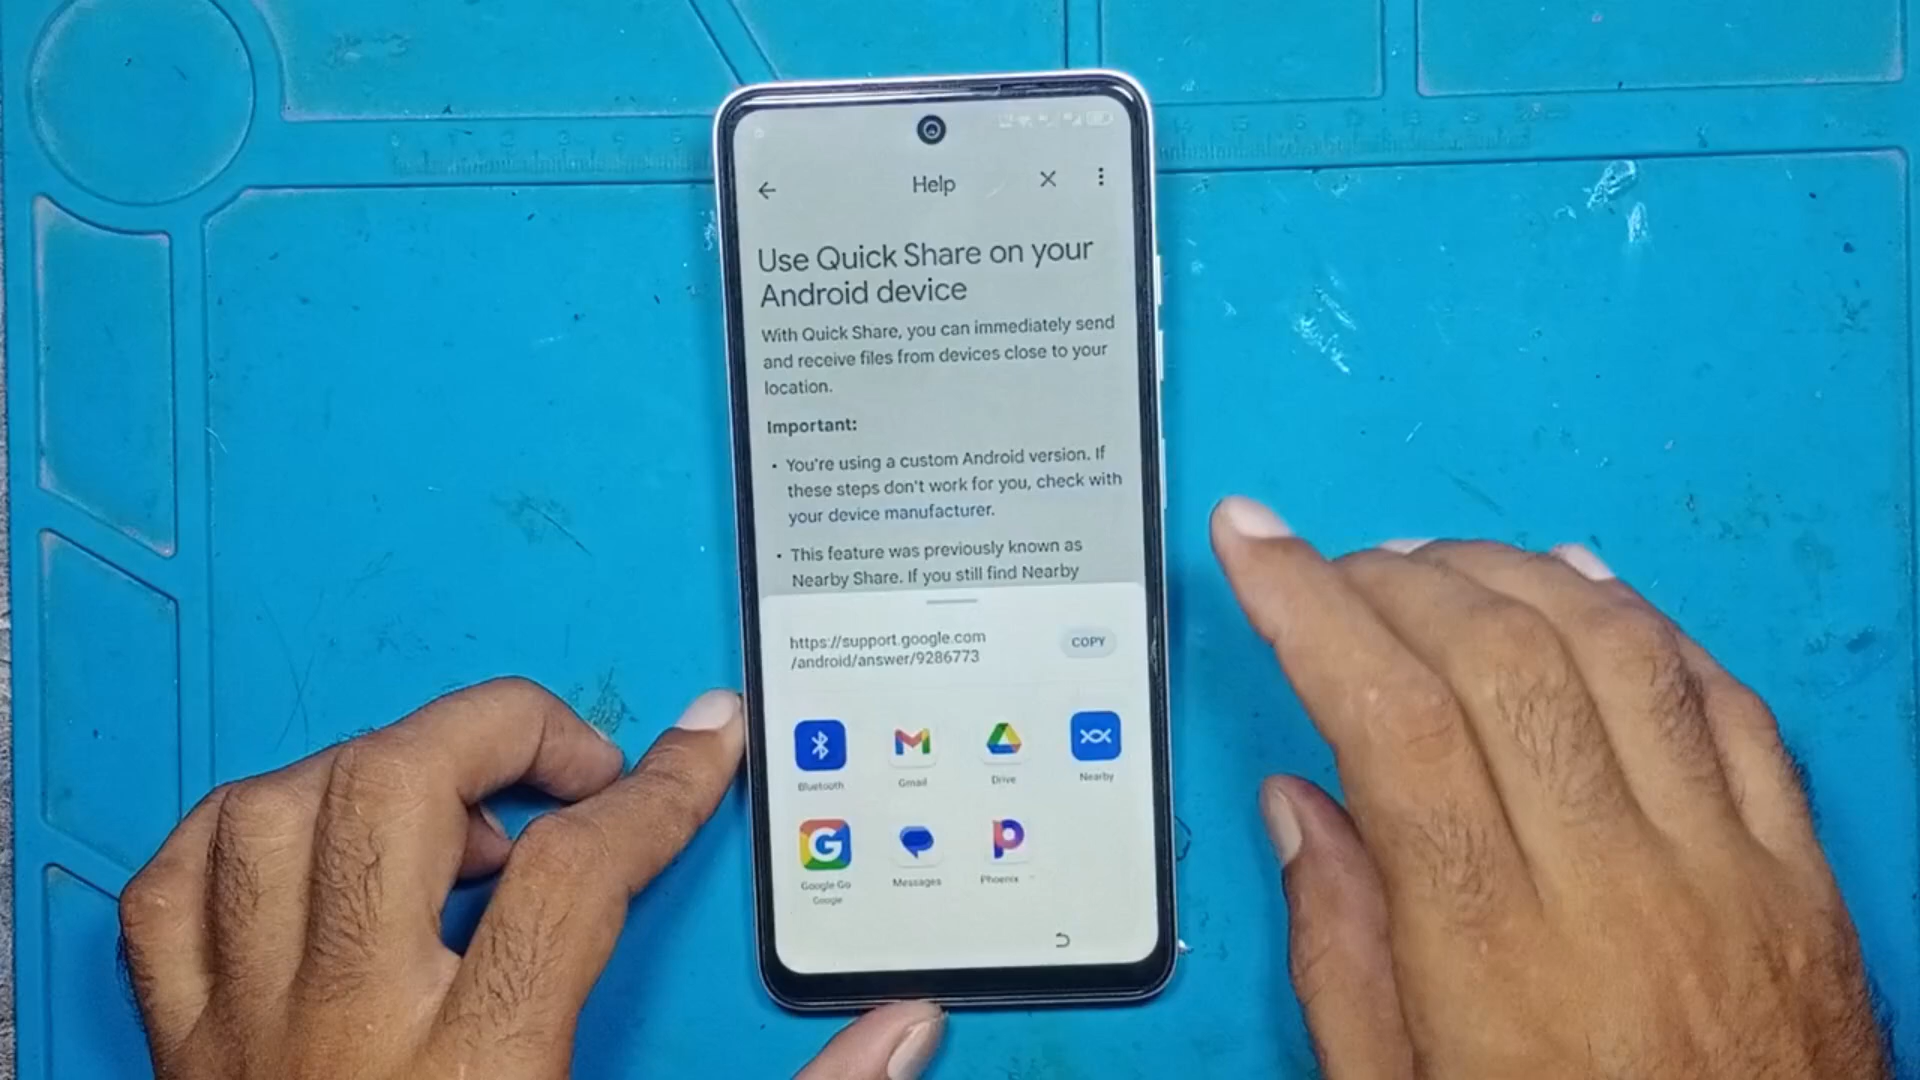 Help
Use Quick Share on your
Android device
With Quick Share, you can immediately send
and receive files from devices close to your
location.
Important:
• You're using a custom Android version. If
these steps don't work for you, check with
your device manufacturer.
• This feature was previously known as
Nearby Share. If you still find Nearby
https://support.google.com
/android/answer/9286773
COPY
Bluetooth
Gmail
Drive
Nearby
Google Go
Google
Messages
Phoenix